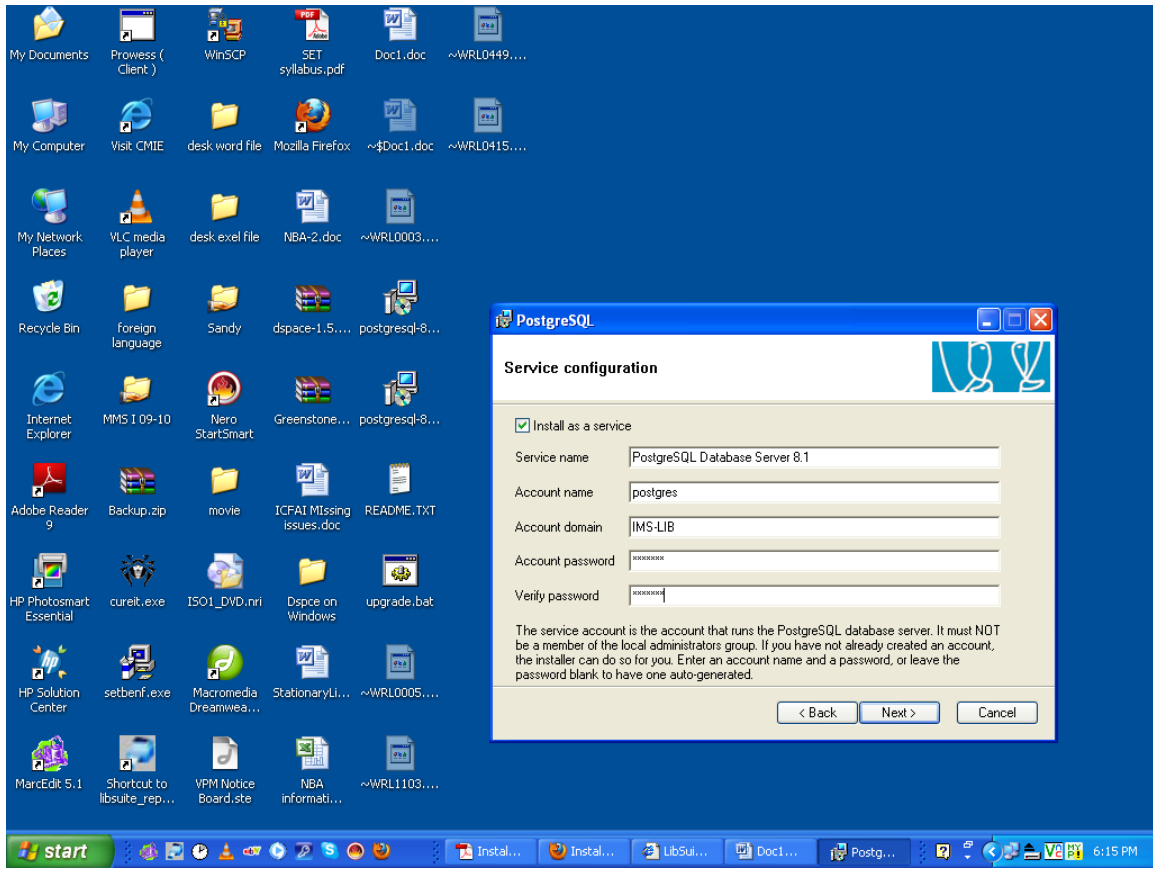 My Documents
Prowess (
Client )
WinSCP
SET
syllabus.pdf
Doc1.doc
~WRL0449....
My Computer
Visit CMIE
desk word file
Mozilla Firefox
~$Doc1.doc
~WRL0415....
My Network
Places
VLC media
player
desk exel file
NBA-2.doc
~WRL0003....
Recycle Bin
foreign
language
Sandy
dspace-1.5....
postgresql-8...
Internet
Explorer
MMS I 09-10
Nero
StartSmart
Greenstone...
postgresql-8...
Adobe Reader
9
Backup.zip
movie
ICFAI MIssing
issues.doc
README.TXT
HP Photosmart
Essential
cureit.exe
ISO1_DVD.nri
Dspce on
Windows
upgrade.bat
HP Solution
Center
setbenf.exe
Macromedia
Dreamwea...
StationaryLi...
~WRL0005....
MarcEdit 5.1
Shortcut to
libsuite_rep...
VPM Notice
Board.ste
NBA
informati...
~WRL1103....
PostgreSQL
Service configuration
Install as a service
Service name PostgreSQL Database Server 8.1
Account name postgres
Account domain IMS-LIB
Account password xxxxxxx
Verify password xxxxxxx
The service account is the account that runs the PostgreSQL database server. It must NOT
be a member of the local administrators group. If you have not already created an account,
the installer can do so for you. Enter an account name and a password, or leave the
password blank to have one auto-generated.
< Back Next > Cancel
start Instal... Instal... LibSui... Doc1... Postg... 6:15 PM